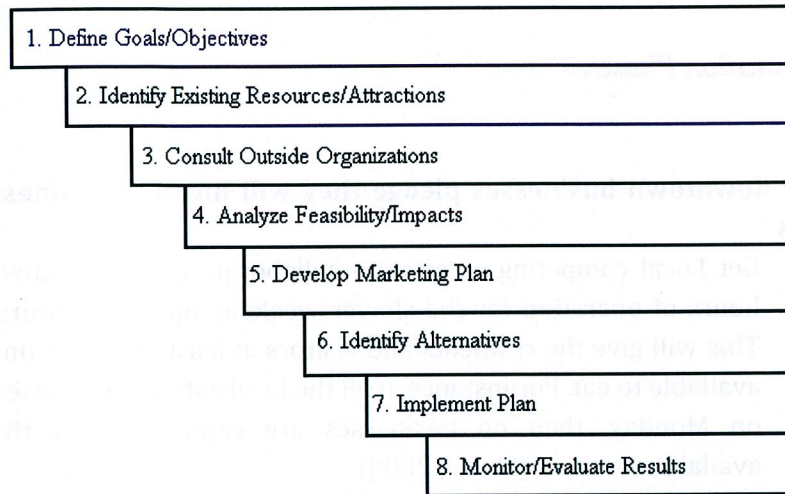 1. Define Goals/Objectives
2. Identify Existing Resources/Attractions
3. Consult Outside Organizations
4. Analyze Feasibility/Impacts
5. Develop Marketing Plan
6. Identify Alternatives
7. Implement Plan
8. Monitor/Evaluate Results